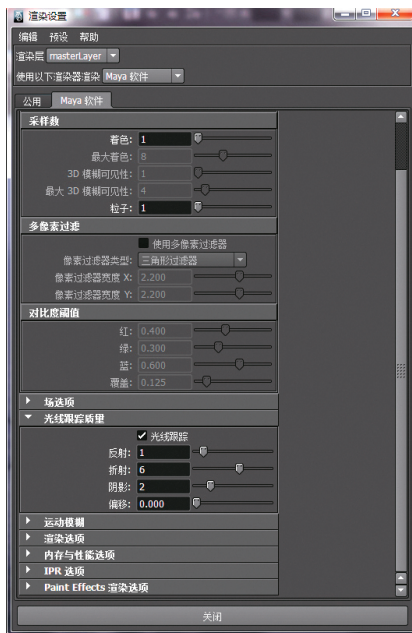 渲染设置
编辑 预设 帮助
渲染层 masterLayer
使用以下渲染器渲染 Maya 软件
公用 Maya 软件
采样数
着色: 1
最大着色: 8
3D 模糊可见性: 1
最大 3D 模糊可见性: 4
粒子: 1
多像素过滤
使用多像素过滤器
像素过滤器类型: 三角形过滤器
像素过滤器宽度 X: 2.200
像素过滤器宽度 Y: 2.200
对比度阈值
红: 0.400
绿: 0.300
蓝: 0.600
覆盖: 0.125
场选项
光线跟踪质量
光线跟踪
反射: 1
折射: 6
阴影: 2
偏移: 0.000
运动模糊
渲染选项
内存与性能选项
IPR 选项
Paint Effects 渲染选项
关闭